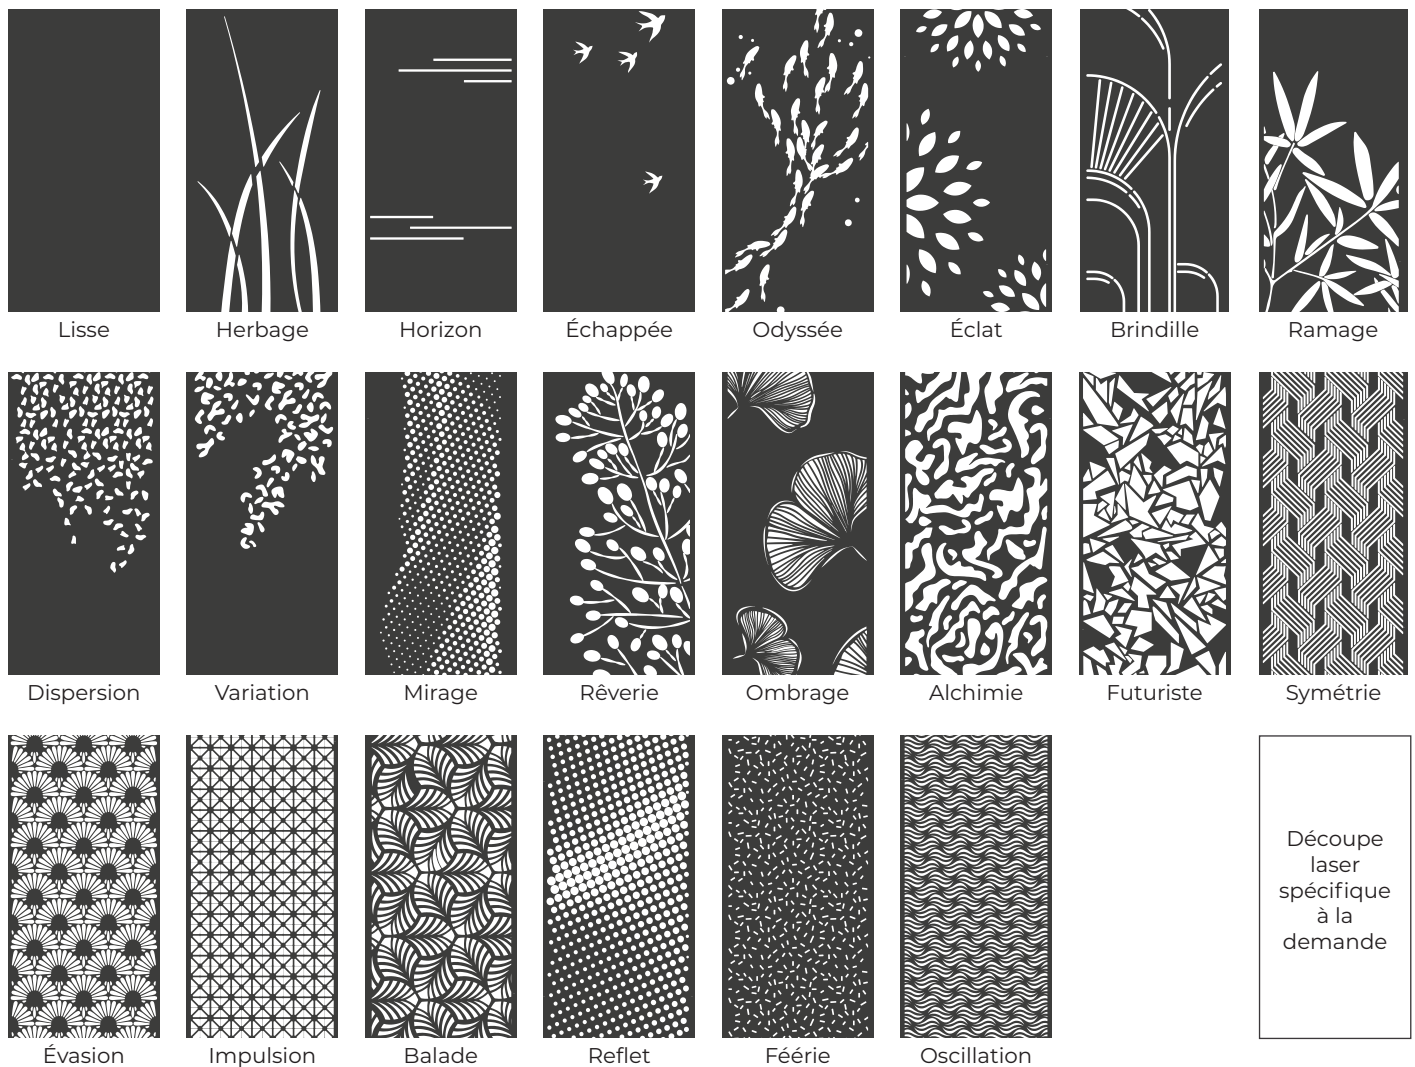 Lisse
Herbage
Horizon
Échappée
Odyssée
Éclat
Brindille
Ramage
Dispersion
Variation
Mirage
Rêverie
Ombrage
Alchimie
Futuriste
Symétrie
Évasion
Impulsion
Balade
Reflet
Féérie
Oscillation
Découpe
laser
spécifique
à la
demande